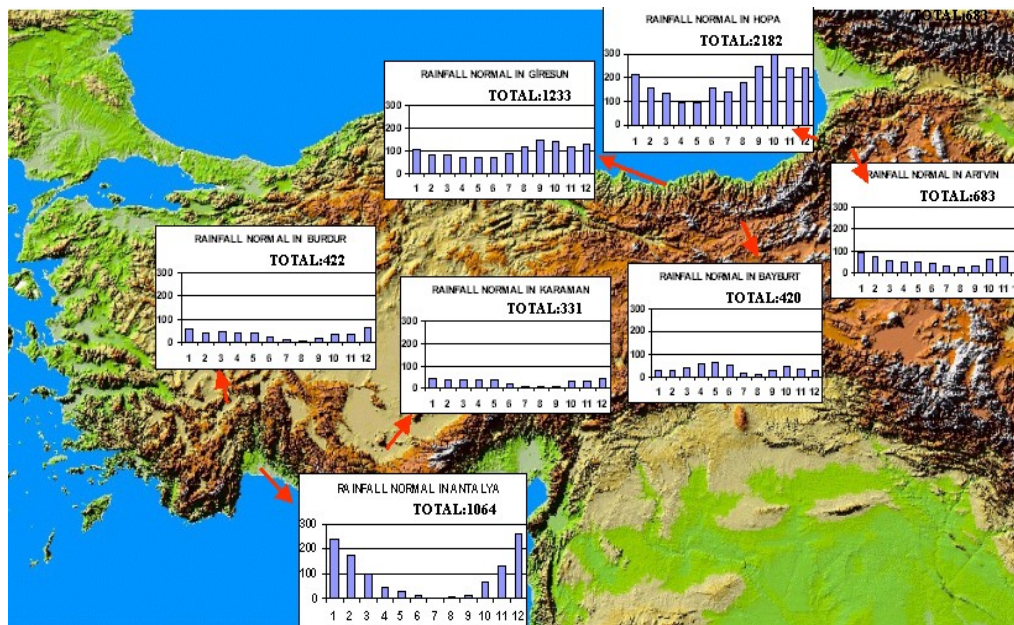 TOTAL:683
RAINFALL NORMAL IN HOPA
TOTAL:2182
300
200
100
0
1 2 3 4 5 6 7 8 9 10 11 12
RAINFALL NORMAL IN GİRESUN
TOTAL:1233
300
200
100
0
1 2 3 4 5 6 7 8 9 10 11 12
RAINFALL NORMAL IN ARTVIN
TOTAL:683
300
200
100
0
1 2 3 4 5 6 7 8 9 10 11 1
RAINFALL NORMAL IN BURDUR
TOTAL:422
300
200
100
0
1 2 3 4 5 6 7 8 9 10 11 12
RAINFALL NORMAL IN KARAMAN
TOTAL:331
300
200
100
0
1 2 3 4 5 6 7 8 9 10 11 12
RAINFALL NORMAL IN BAYBURT
TOTAL:420
300
200
100
0
1 2 3 4 5 6 7 8 9 10 11 12
RAINFALL NORMAL IN ANTALYA
TOTAL:1064
300
200
100
0
1 2 3 4 5 6 7 8 9 10 11 12